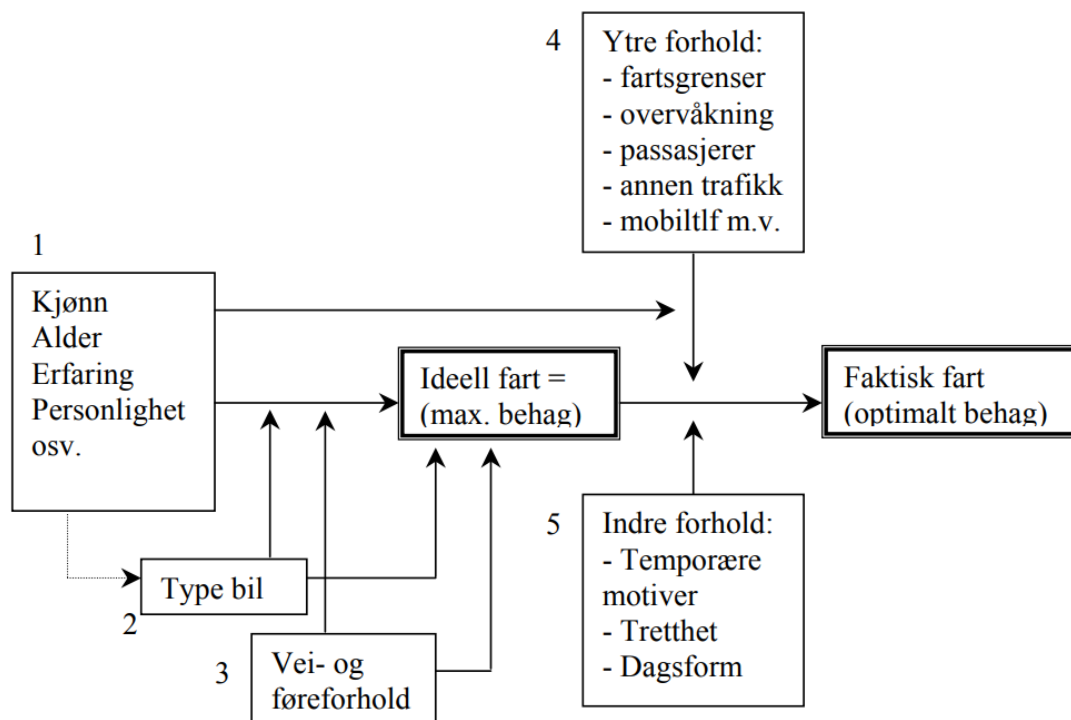 4
Ytre forhold:
- fartsgrenser
- overvåkning
- passasjerer
- annen trafikk
- mobiltlf m.v.
1
Kjønn
Alder
Erfaring
Personlighet
osv.
Ideell fart =
(max. behag)
Faktisk fart
(optimalt behag)
2
Type bil
3
Vei- og
føreforhold
5
Indre forhold:
- Temporære
motiver
- Tretthet
- Dagsform